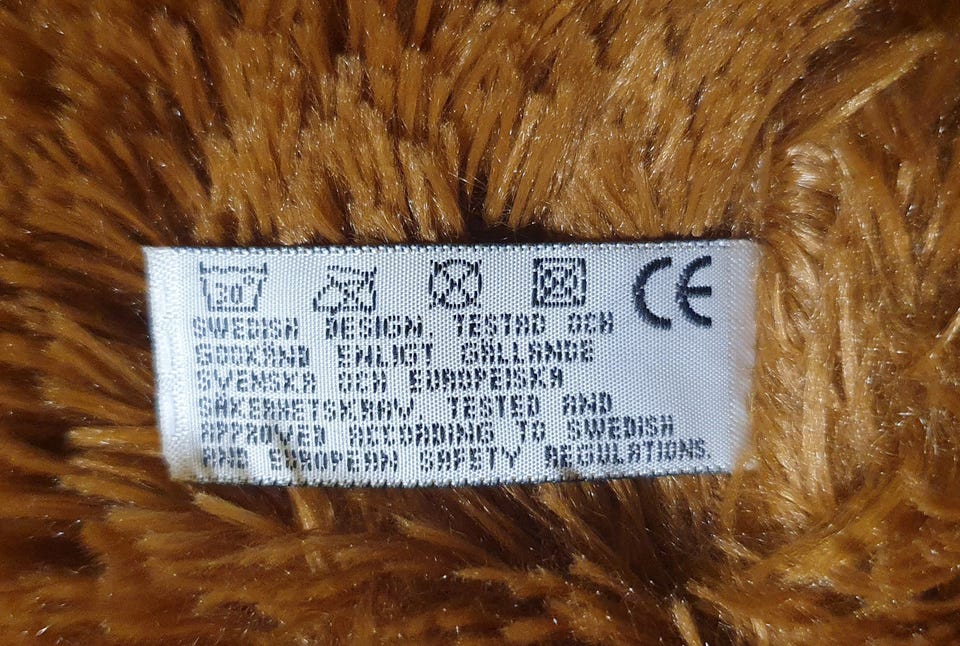 30°
CE
SWEDISH DESIGN. TESTAD OCH
GODKÄND ENLIGT GÄLLANDE
SVENSKA OCH EUROPEISKA
SÄKERHETSKRAV. TESTED AND
APPROVED ACCORDING TO SWEDISH
AND EUROPEAN SAFETY REGULATIONS.